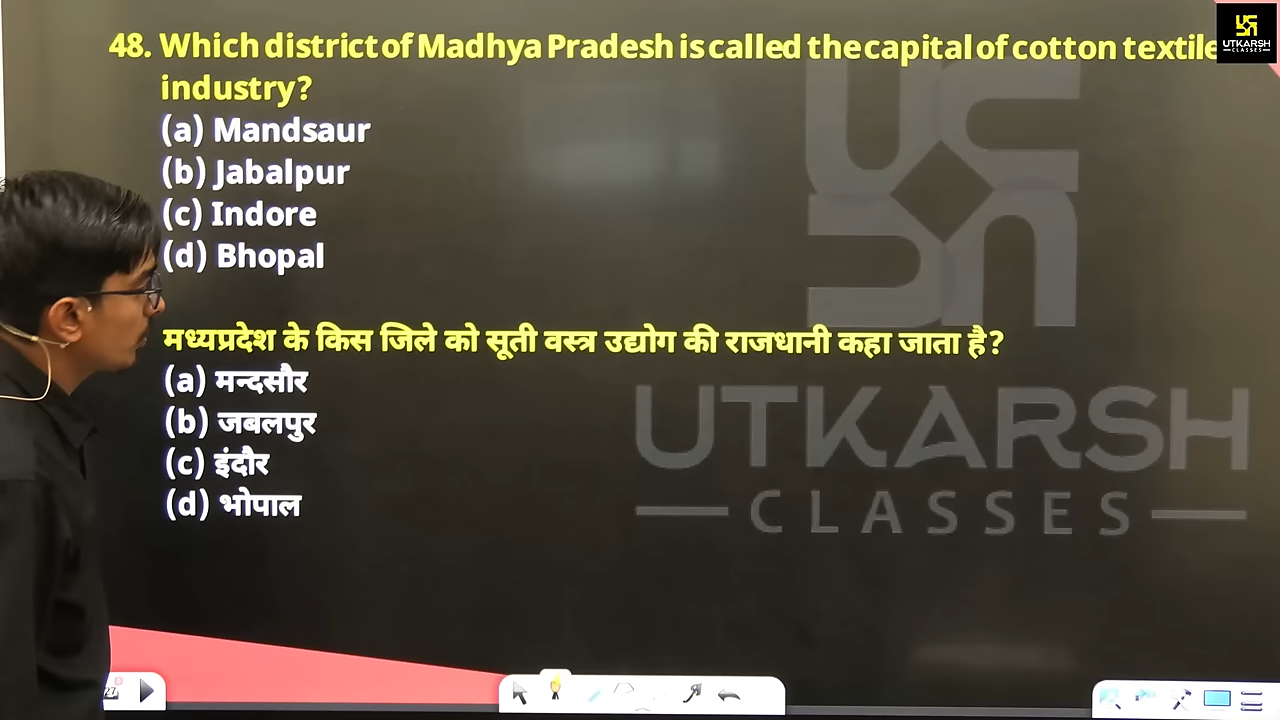 48. Which district of Madhya Pradesh is called the capital of cotton textile
industry?
(a) Mandsaur
(b) Jabalpur
(c) Indore
(d) Bhopal
मध्यप्रदेश के किस जिले को सूती वस्त्र उद्योग की राजधानी कहा जाता है?
(a) मन्दसौर
(b) जबलपुर
(c) इंदौर
(d) भोपाल
UTKARSH
CLASSES
UTKARSH
CLASSES
27